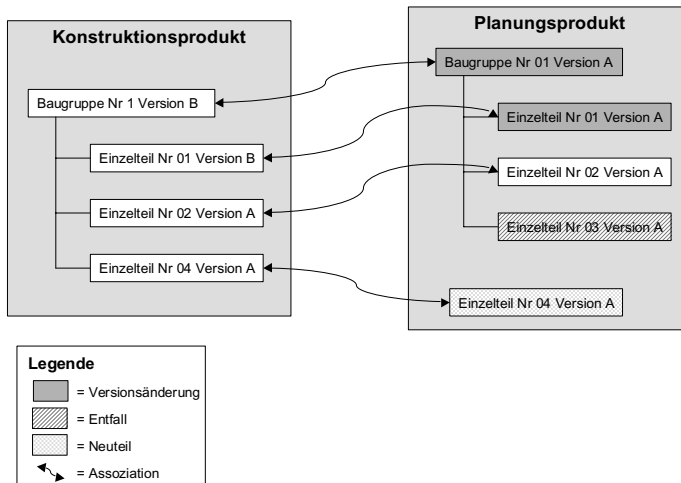 Konstruktionsprodukt
Baugruppe Nr 1 Version B
Einzelteil Nr 01 Version B
Einzelteil Nr 02 Version A
Einzelteil Nr 04 Version A
Planungsprodukt
Baugruppe Nr 01 Version A
Einzelteil Nr 01 Version A
Einzelteil Nr 02 Version A
Einzelteil Nr 03 Version A
Einzelteil Nr 04 Version A
Legende
= Versionsänderung
= Entfall
= Neuteil
= Assoziation